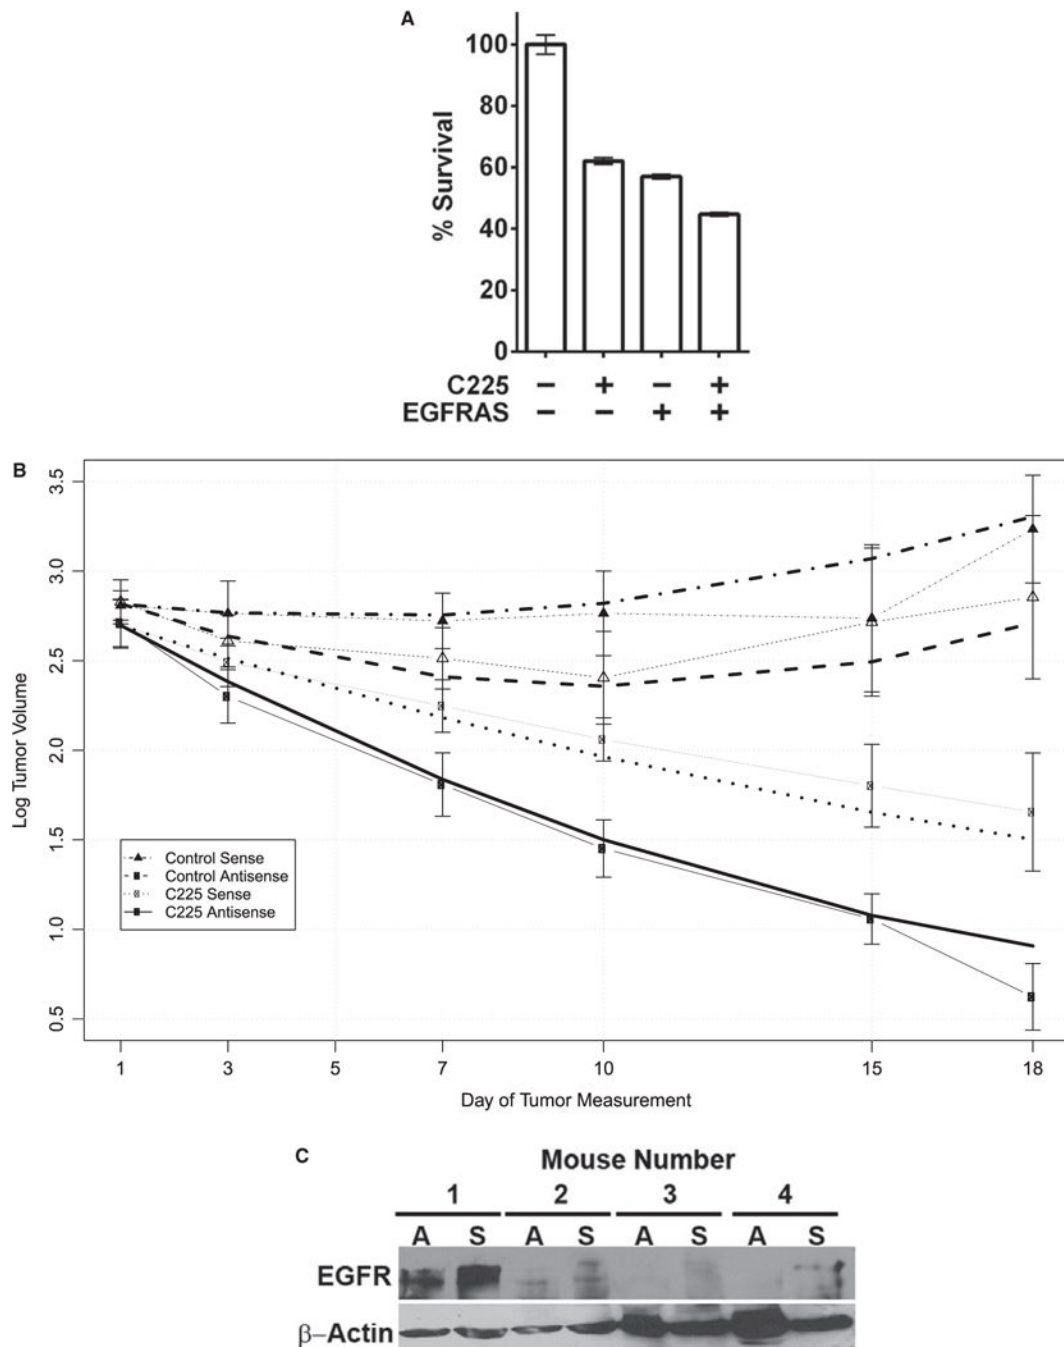 A
% Survival
100
80
60
40
20
0
C225 – + – +
EGFRAS – – + +
B
Log Tumor Volume
3.5
3.0
2.5
2.0
1.5
1.0
0.5
Control Sense
Control Antisense
C225 Sense
C225 Antisense
1 3 5 7 10 15 18
Day of Tumor Measurement
C
Mouse Number
1 2 3 4
A S A S A S A S
EGFR
β–Actin